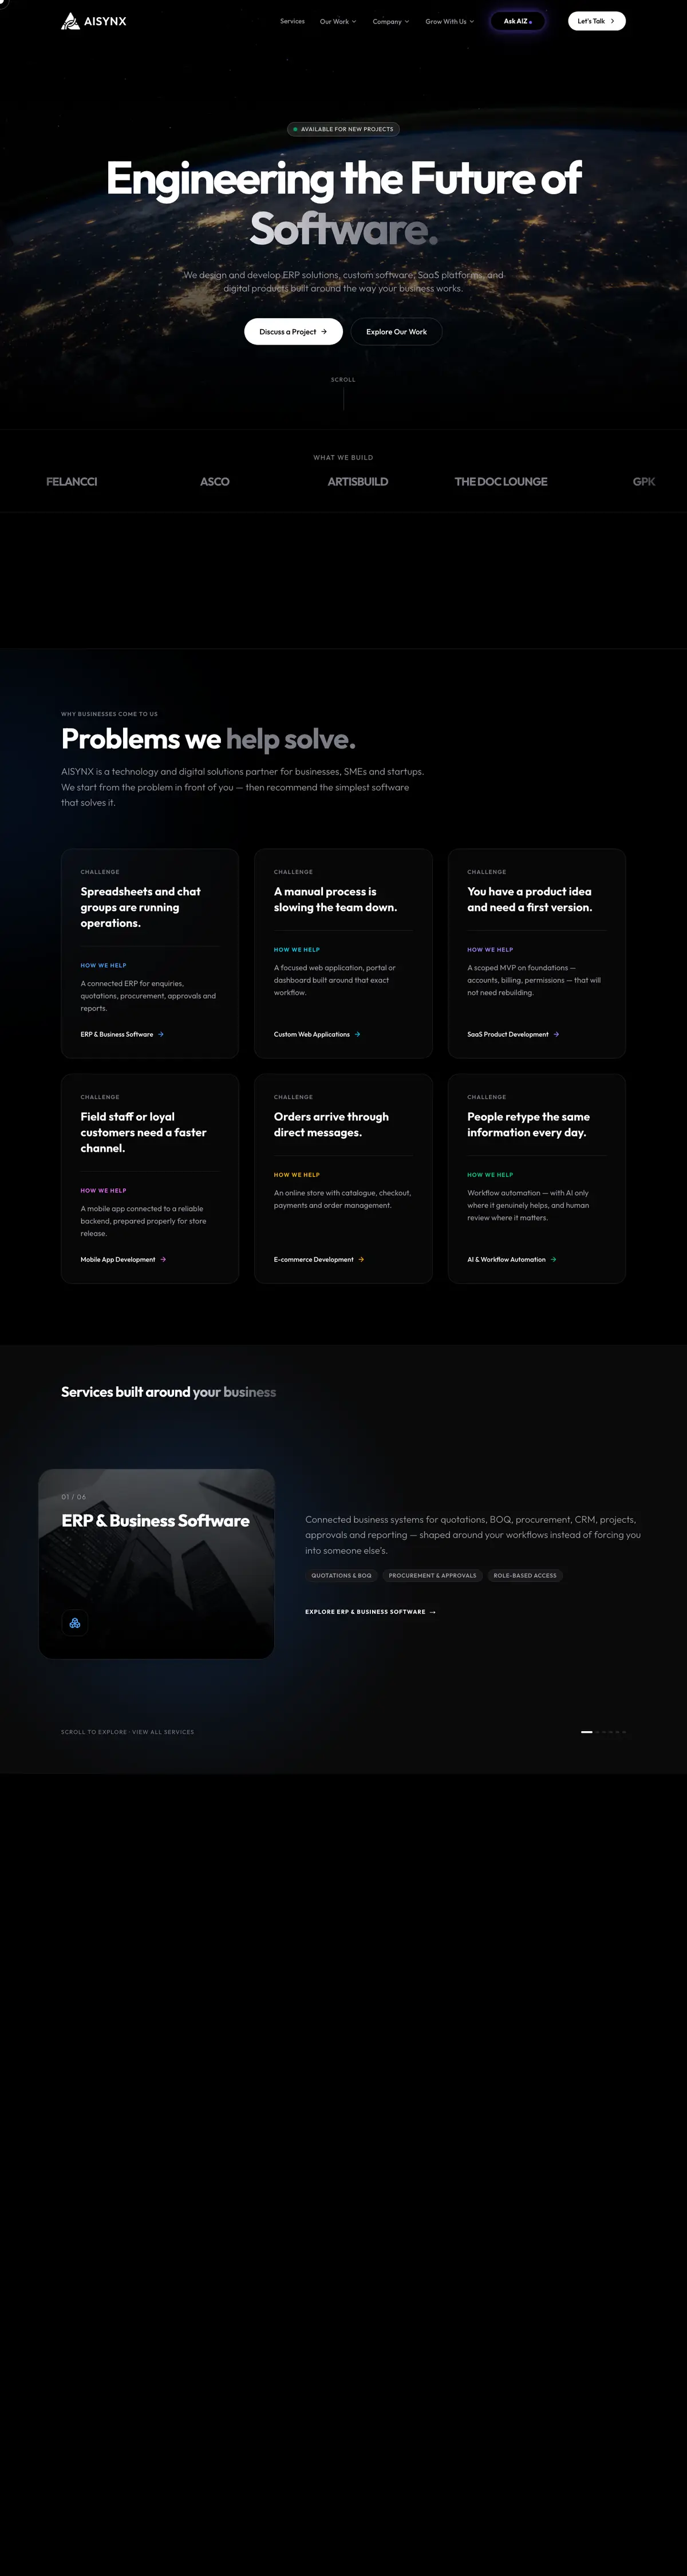 AISYNX
Services
Our Work
Company
Grow With Us
Ask AIZ
Let's Talk
AVAILABLE FOR NEW PROJECTS
Engineering the Future of
Software.
We design and develop ERP solutions, custom software, SaaS platforms, and
digital products built around the way your business works.
Discuss a Project →
Explore Our Work
SCROLL
WHAT WE BUILD
FELANCCI
ASCO
ARTISBUILD
THE DOC LOUNGE
GPK
WHY BUSINESSES COME TO US
Problems we help solve.
AISYNX is a technology and digital solutions partner for businesses, SMEs and startups.
We start from the problem in front of you — then recommend the simplest software
that solves it.
CHALLENGE
Spreadsheets and chat
groups are running
operations.
HOW WE HELP
A connected ERP for enquiries,
quotations, procurement, approvals and
reports.
ERP & Business Software →
CHALLENGE
A manual process is
slowing the team down.
HOW WE HELP
A focused web application, portal or
dashboard built around that exact
workflow.
Custom Web Applications →
CHALLENGE
You have a product idea
and need a first version.
HOW WE HELP
A scoped MVP on foundations —
accounts, billing, permissions — that will
not need rebuilding.
SaaS Product Development →
CHALLENGE
Field staff or loyal
customers need a faster
channel.
HOW WE HELP
A mobile app connected to a reliable
backend, prepared properly for store
release.
Mobile App Development →
CHALLENGE
Orders arrive through
direct messages.
HOW WE HELP
An online store with catalogue, checkout,
payments and order management.
E-commerce Development →
CHALLENGE
People retype the same
information every day.
HOW WE HELP
Workflow automation — with AI only
where it genuinely helps, and human
review where it matters.
AI & Workflow Automation →
Services built around your business
01 / 06
ERP & Business Software
Connected business systems for quotations, BOQ, procurement, CRM, projects,
approvals and reporting — shaped around your workflows instead of forcing you
into someone else's.
QUOTATIONS & BOQ
PROCUREMENT & APPROVALS
ROLE-BASED ACCESS
EXPLORE ERP & BUSINESS SOFTWARE →
SCROLL TO EXPLORE · VIEW ALL SERVICES